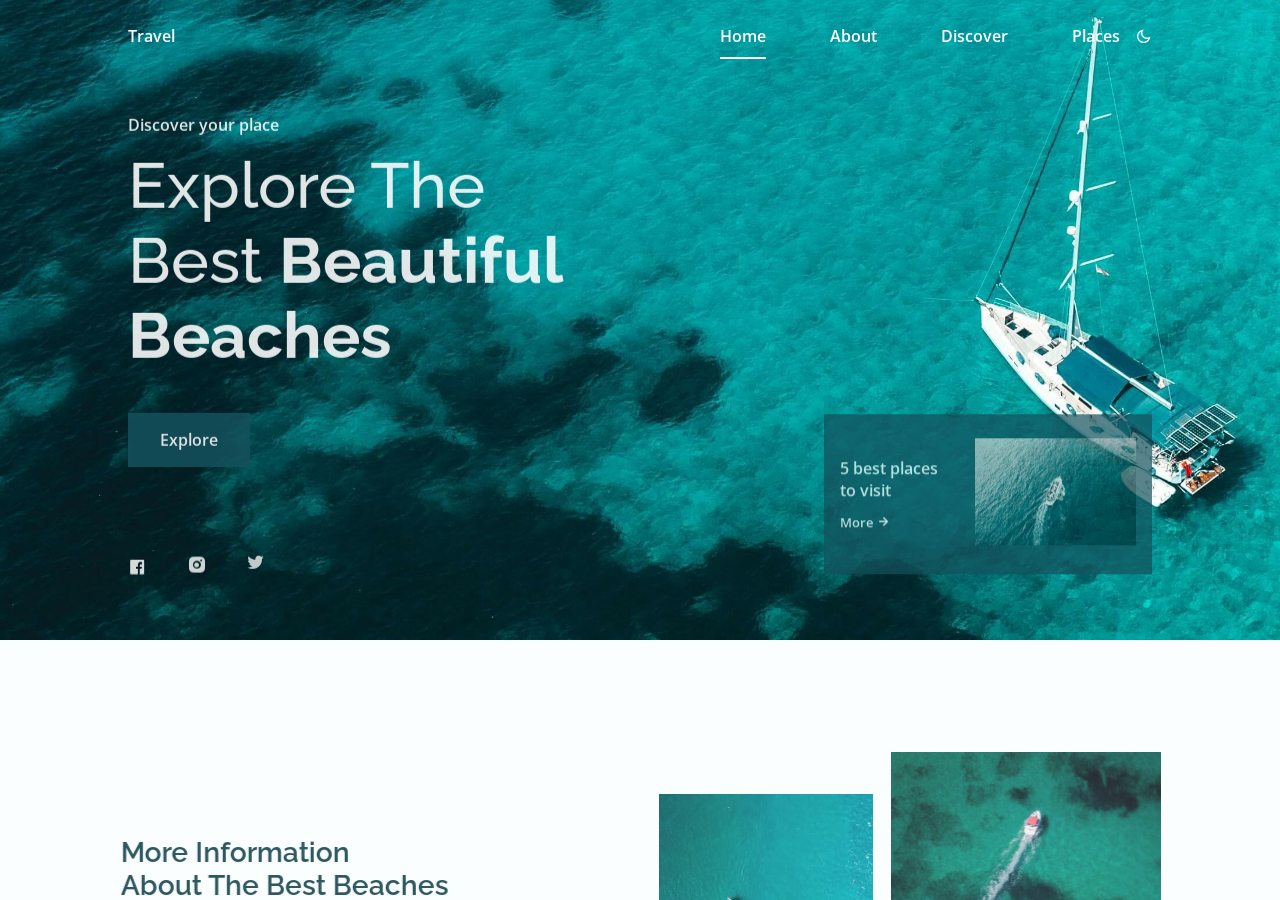 Travel
Home
About
Discover
Places
Discover your place
Explore The
Best Beautiful
Beaches
Explore
5 best places
to visit
More
More Information
About The Best Beaches